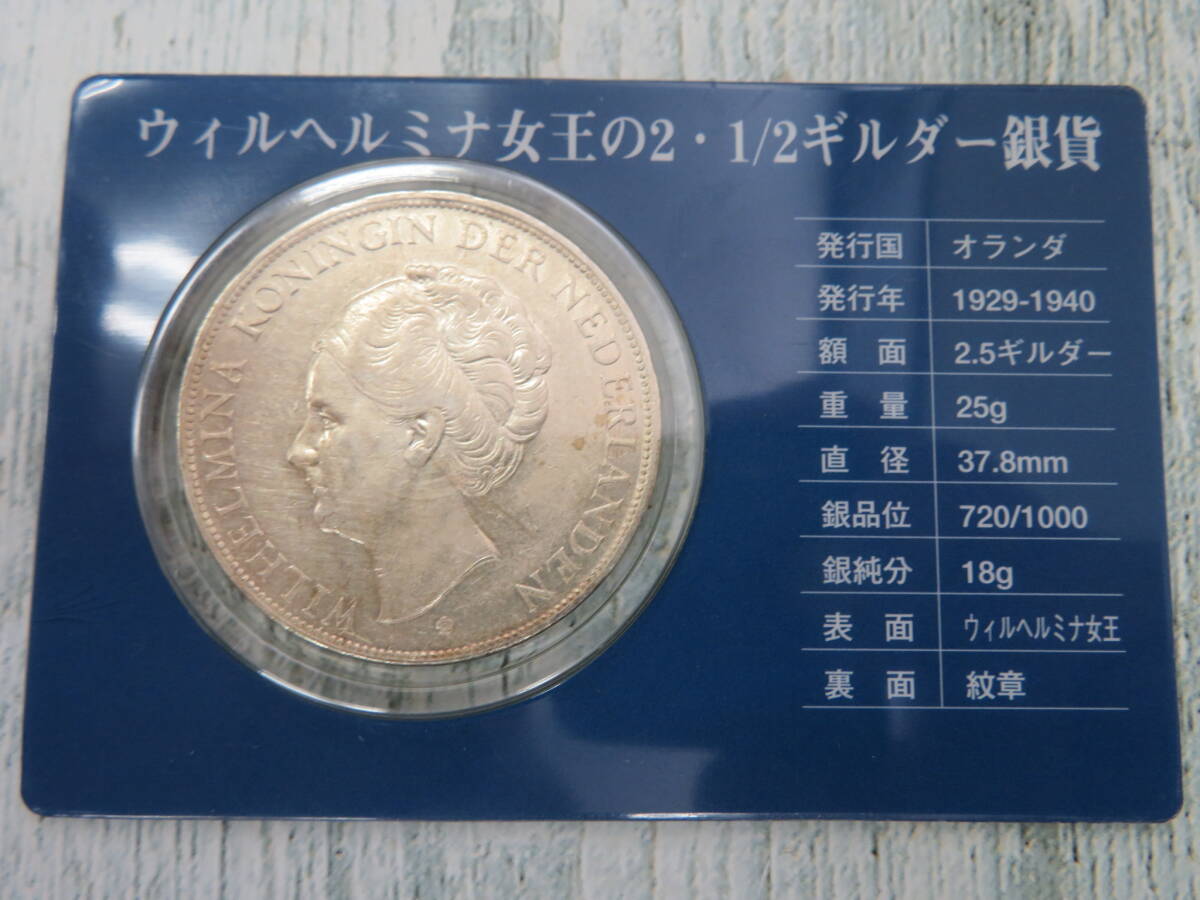 ウィルヘルミナ女王の2・1/2ギルダー銀貨
WILHELMINA KONINGIN DER NEDERLANDEN
発行国 オランダ
発行年 1929-1940
額 面 2.5ギルダー
重 量 25g
直 径 37.8mm
銀品位 720/1000
銀純分 18g
表 面 ウィルヘルミナ女王
裏 面 紋章